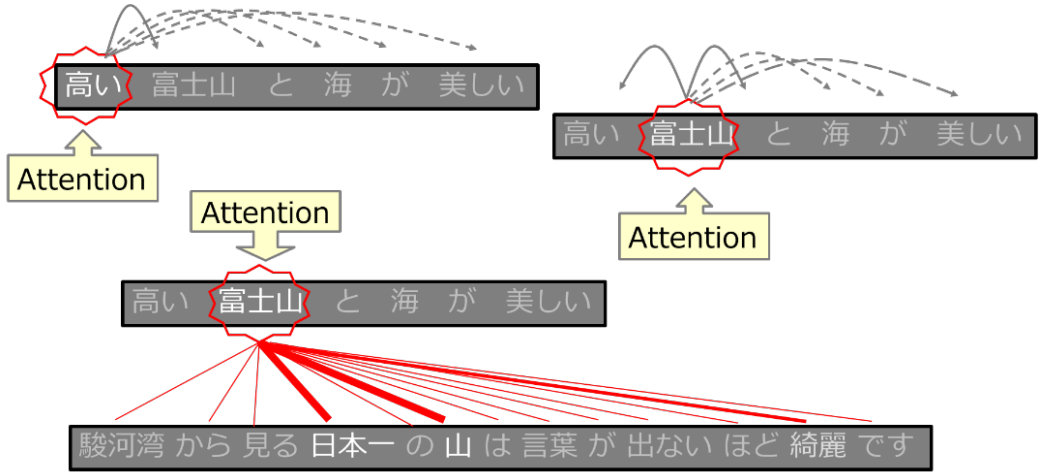 高い 富士山 と 海 が 美しい
Attention
高い 富士山 と 海 が 美しい
Attention
Attention
高い 富士山 と 海 が 美しい
駿河湾 から 見る 日本一 の 山 は 言葉 が 出ない ほど 綺麗 です